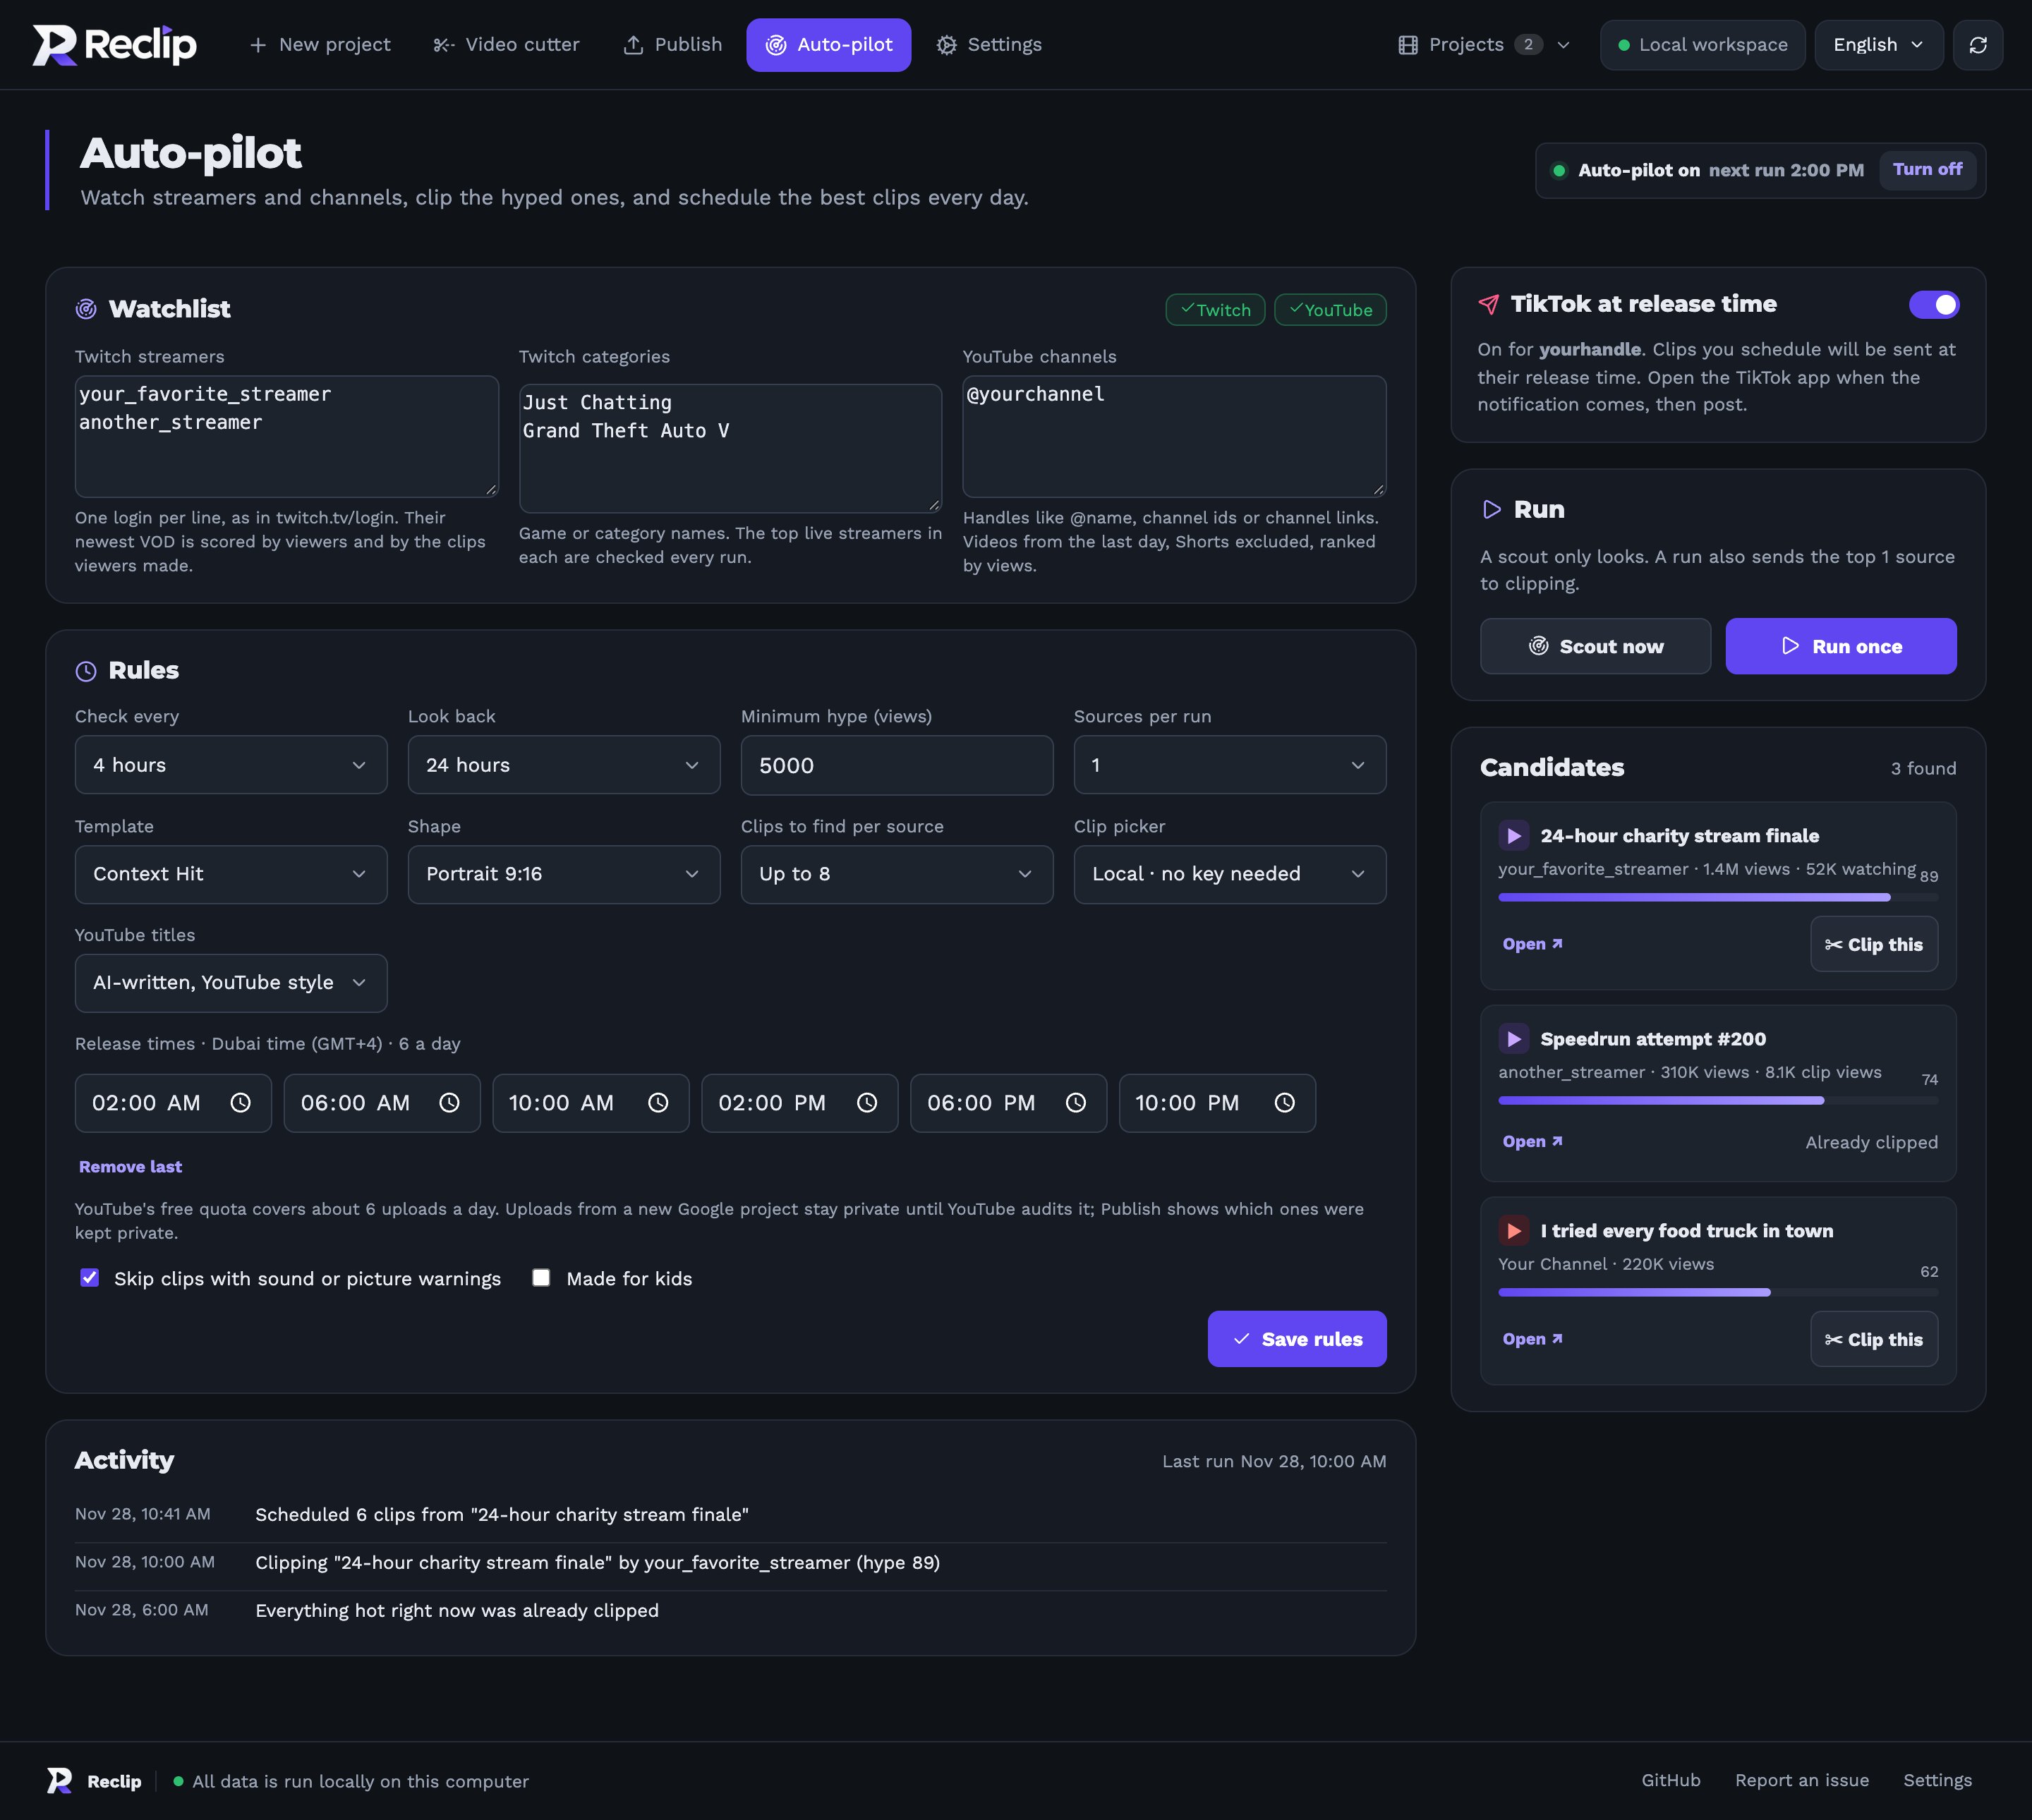 Reclip
New project
Video cutter
Publish
Auto-pilot
Settings
Projects 2
Local workspace
English
Auto-pilot
Watch streamers and channels, clip the hyped ones, and schedule the best clips every day.
Auto-pilot on next run 2:00 PM Turn off
Watchlist
Twitch
YouTube
Twitch streamers
your_favorite_streamer
another_streamer
One login per line, as in twitch.tv/login. Their
newest VOD is scored by viewers and by the clips
viewers made.
Twitch categories
Just Chatting
Grand Theft Auto V
Game or category names. The top live streamers in
each are checked every run.
YouTube channels
@yourchannel
Handles like @name, channel ids or channel links.
Videos from the last day, Shorts excluded, ranked
by views.
Rules
Check every
4 hours
Look back
24 hours
Minimum hype (views)
5000
Sources per run
1
Template
Context Hit
Shape
Portrait 9:16
Clips to find per source
Up to 8
Clip picker
Local · no key needed
YouTube titles
AI-written, YouTube style
Release times · Dubai time (GMT+4) · 6 a day
02:00 AM
06:00 AM
10:00 AM
02:00 PM
06:00 PM
10:00 PM
Remove last
YouTube's free quota covers about 6 uploads a day. Uploads from a new Google project stay private until YouTube audits it; Publish shows which ones were
kept private.
Skip clips with sound or picture warnings
Made for kids
Save rules
Activity
Last run Nov 28, 10:00 AM
Nov 28, 10:41 AM Scheduled 6 clips from "24-hour charity stream finale"
Nov 28, 10:00 AM Clipping "24-hour charity stream finale" by your_favorite_streamer (hype 89)
Nov 28, 6:00 AM Everything hot right now was already clipped
TikTok at release time
On for yourhandle. Clips you schedule will be sent at
their release time. Open the TikTok app when the
notification comes, then post.
Run
A scout only looks. A run also sends the top 1 source
to clipping.
Scout now
Run once
Candidates
3 found
24-hour charity stream finale
your_favorite_streamer · 1.4M views · 52K watching 89
Open
Clip this
Speedrun attempt #200
another_streamer · 310K views · 8.1K clip views 74
Open
Already clipped
I tried every food truck in town
Your Channel · 220K views 62
Open
Clip this
Reclip
All data is run locally on this computer
GitHub
Report an issue
Settings